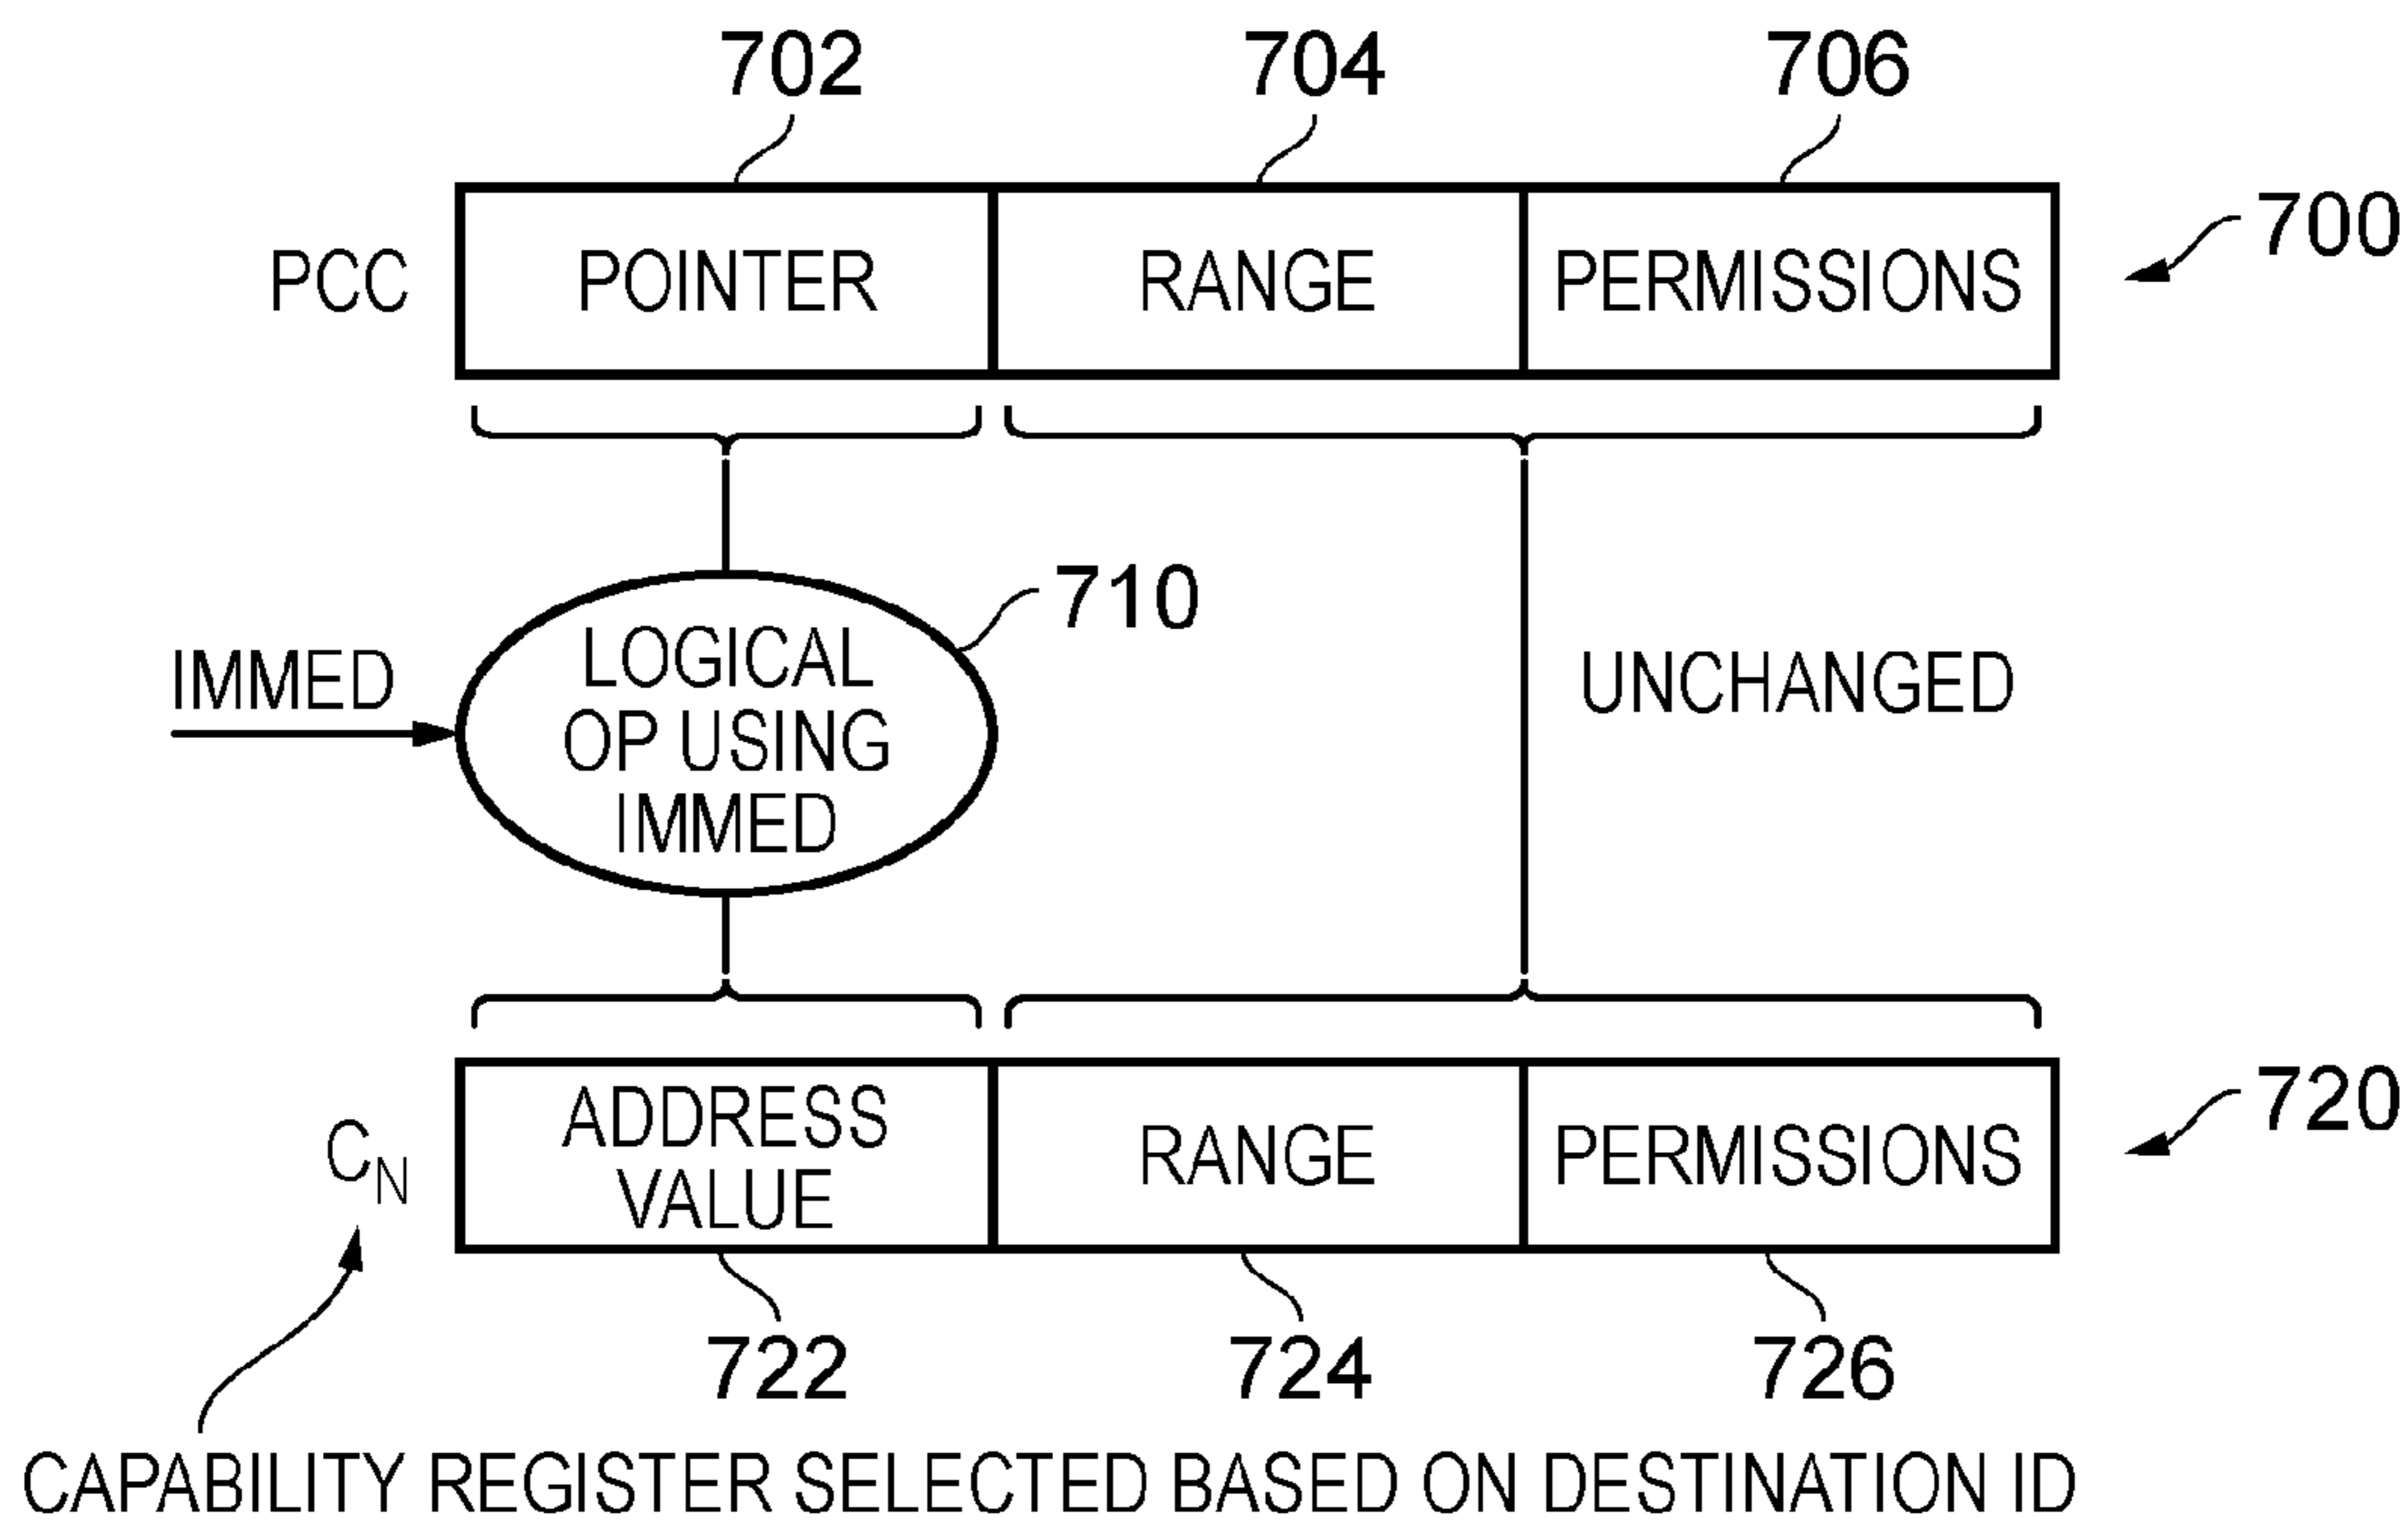 702 704 706
PCC POINTER RANGE PERMISSIONS 700
710
IMMED
LOGICAL
OP USING
IMMED
UNCHANGED
C_N ADDRESS
VALUE
RANGE PERMISSIONS 720
722 724 726
CAPABILITY REGISTER SELECTED BASED ON DESTINATION ID